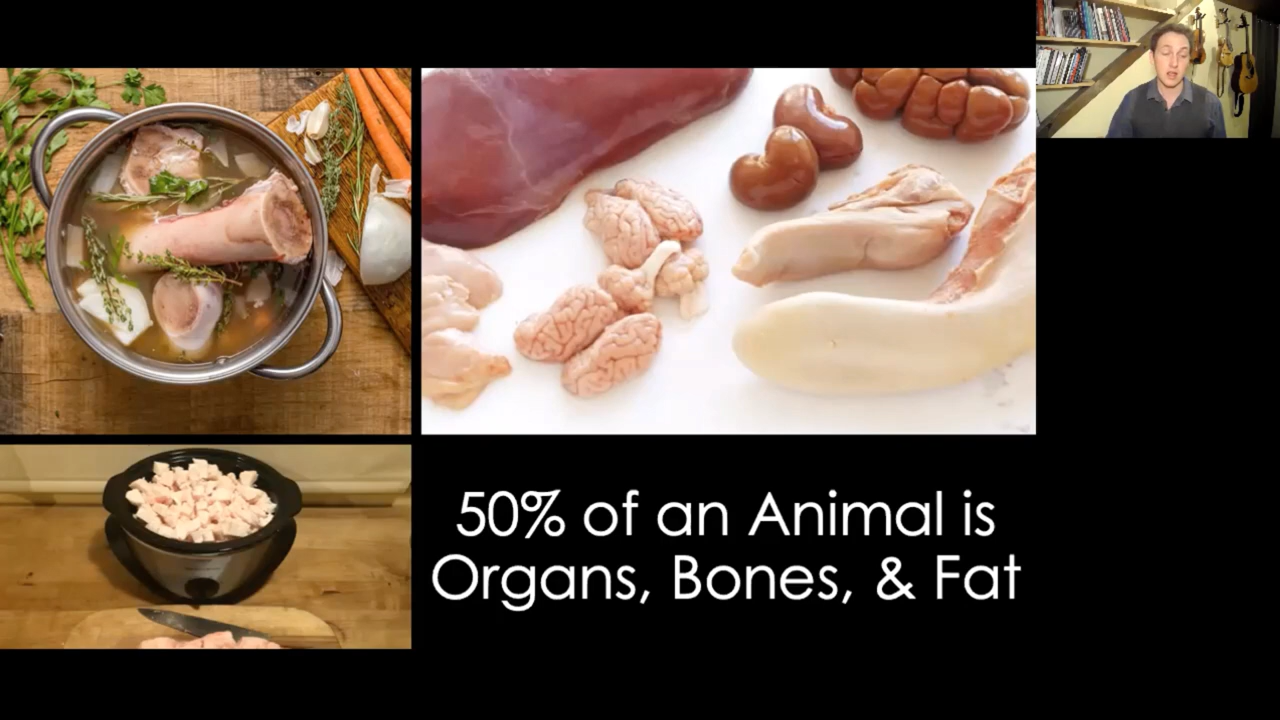 50% of an Animal is
Organs, Bones, & Fat